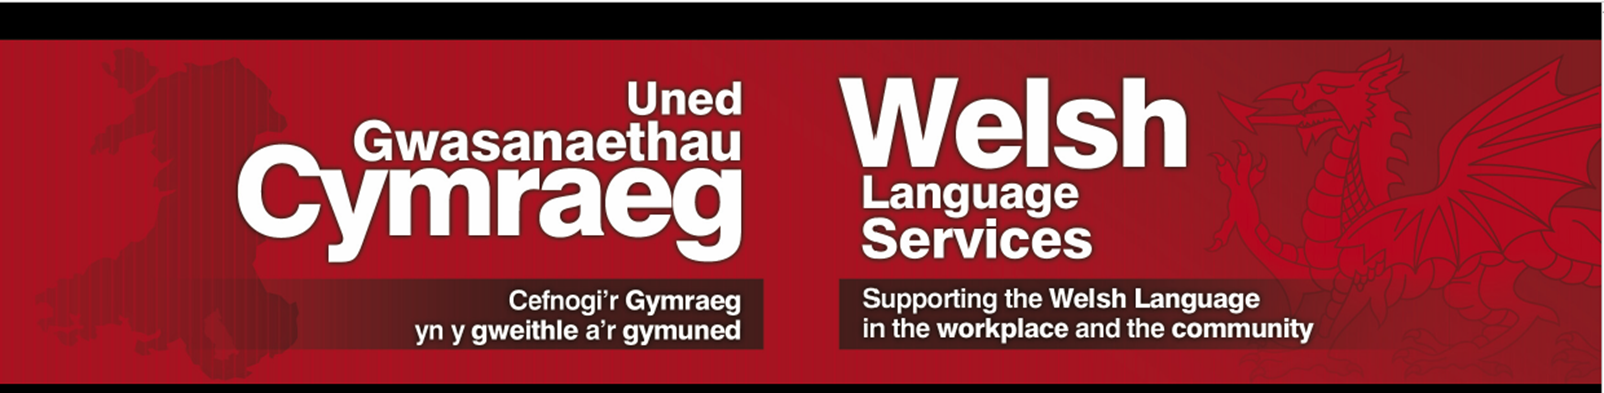 Uned
Gwasanaethau
Cymraeg
Cefnogi'r Gymraeg
yn y gweithle a'r gymuned
Welsh
Language
Services
Supporting the Welsh Language
in the workplace and the community